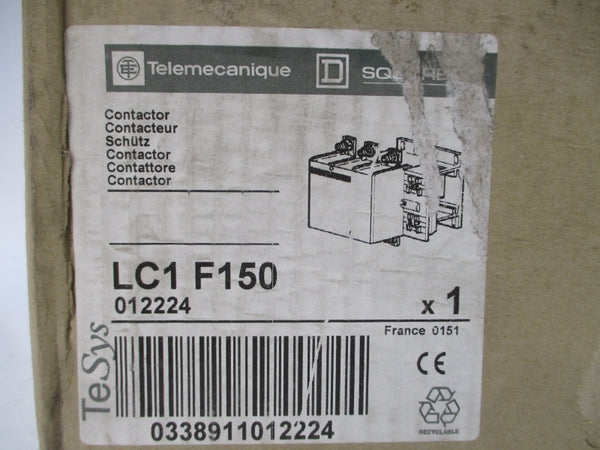 Telemecanique
Contactor
Contacteur
Schütz
Contactor
Contattore
Contactor
LC1 F150
012224
x 1
France 0151
TeSys
CE
0338911012224
RECYCLABLE